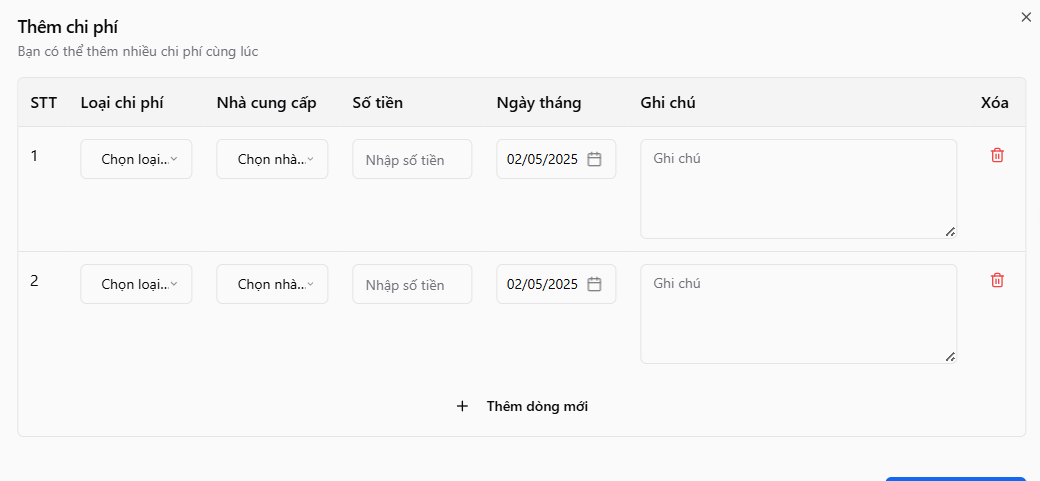 Thêm chi phí
Bạn có thể thêm nhiều chi phí cùng lúc
STT Loại chi phí Nhà cung cấp Số tiền Ngày tháng Ghi chú Xóa
1 Chọn loại... Chọn nhà... Nhập số tiền 02/05/2025 Ghi chú
2 Chọn loại... Chọn nhà... Nhập số tiền 02/05/2025 Ghi chú
+ Thêm dòng mới